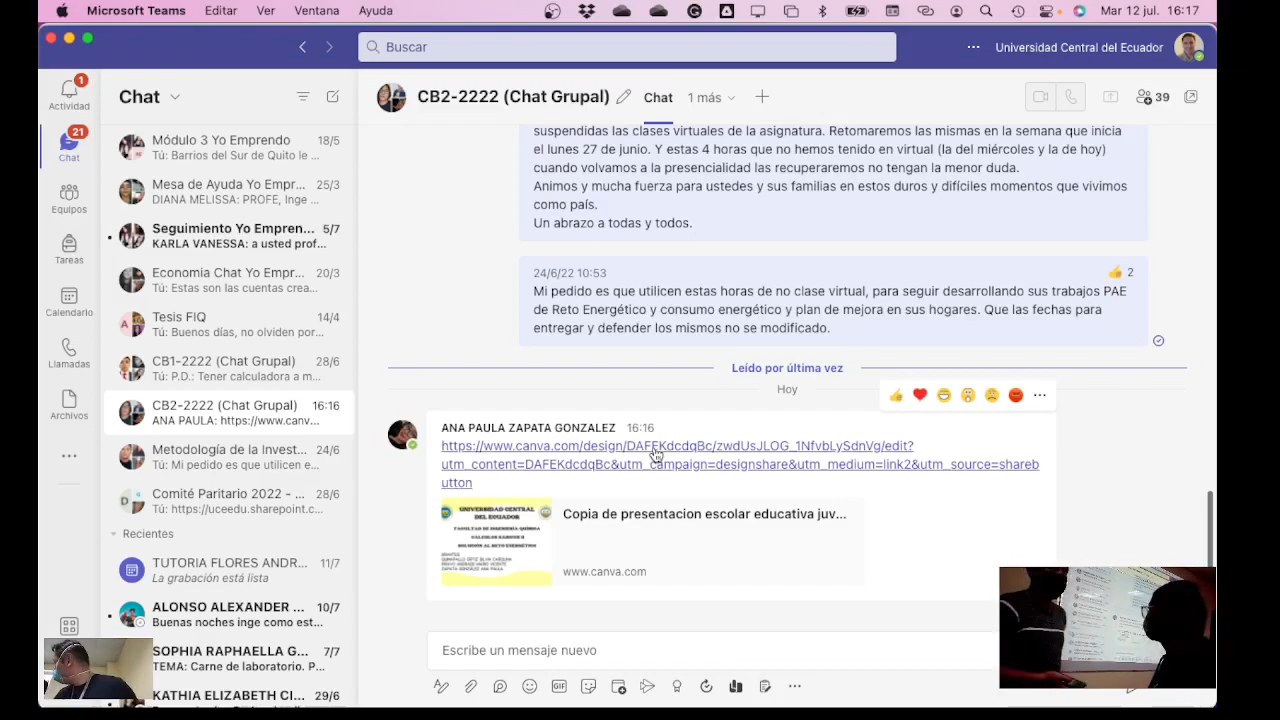 Microsoft Teams Editar Ver Ventana Ayuda Mar 12 jul. 16:17
Buscar
Universidad Central del Ecuador
1
Actividad
21
Chat
Equipos
Tareas
Calendario
Llamadas
Archivos
Chat
Módulo 3 Yo Emprendo 18/5
Tú: Barrios del Sur de Quito le ...
Mesa de Ayuda Yo Empr... 25/3
DIANA MELISSA: PROFE, Inge ...
Seguimiento Yo Empren... 5/7
KARLA VANESSA: a usted prof...
Economia Chat Yo Empr... 20/3
Tú: Estas son las cuentas crea...
Tesis FIQ 14/4
Tú: Buenos días, no olviden por...
CB1-2222 (Chat Grupal) 28/6
Tú: P.D.: Tener calculadora a m...
CB2-2222 (Chat Grupal) 16:16
ANA PAULA: https://www.canv...
Metodología de la Invest... 24/6
Tú: Mi pedido es que utilicen e...
Comité Paritario 2022 - ... 28/6
Tú: https://uceedu.sharepoint.c...
Recientes
TUTORIA FLORES ANDR... 11/7
La grabación está lista
ALONSO ALEXANDER ... 10/7
Buenas noches inge como est...
SOPHIA RAPHAELLA G... 7/7
TEMA: Carne de laboratorio. P...
KATHIA ELIZABETH CI... 29/6
CB2-2222 (Chat Grupal) Chat 1 más 39
suspendidas las clases virtuales de la asignatura. Retomaremos las mismas en la semana que inicia
el lunes 27 de junio. Y estas 4 horas que no hemos tenido en virtual (la del miércoles y la de hoy)
cuando volvamos a la presencialidad las recuperaremos no tengan la menor duda.
Animos y mucha fuerza para ustedes y sus familias en estos duros y difíciles momentos que vivimos
como país.
Un abrazo a todas y todos.
24/6/22 10:53 2
Mi pedido es que utilicen estas horas de no clase virtual, para seguir desarrollando sus trabajos PAE
de Reto Energético y consumo energético y plan de mejora en sus hogares. Que las fechas para
entregar y defender los mismos no se modificado.
Leído por última vez
Hoy
ANA PAULA ZAPATA GONZALEZ 16:16
https://www.canva.com/design/DAFEKdcdqBc/zwdUsJLOG_1NfvbLySdnVg/edit?
utm_content=DAFEKdcdqBc&utm_campaign=designshare&utm_medium=link2&utm_source=shareb
utton
UNIVERSIDAD CENTRAL
DEL ECUADOR
FACULTAD DE INGENIERÍA QUÍMICA
CALCULOS BASICOS II
SOLUCIÓN AL RETO ENERGÉTICO
Copia de presentacion escolar educativa juv...
www.canva.com
Escribe un mensaje nuevo
GIF